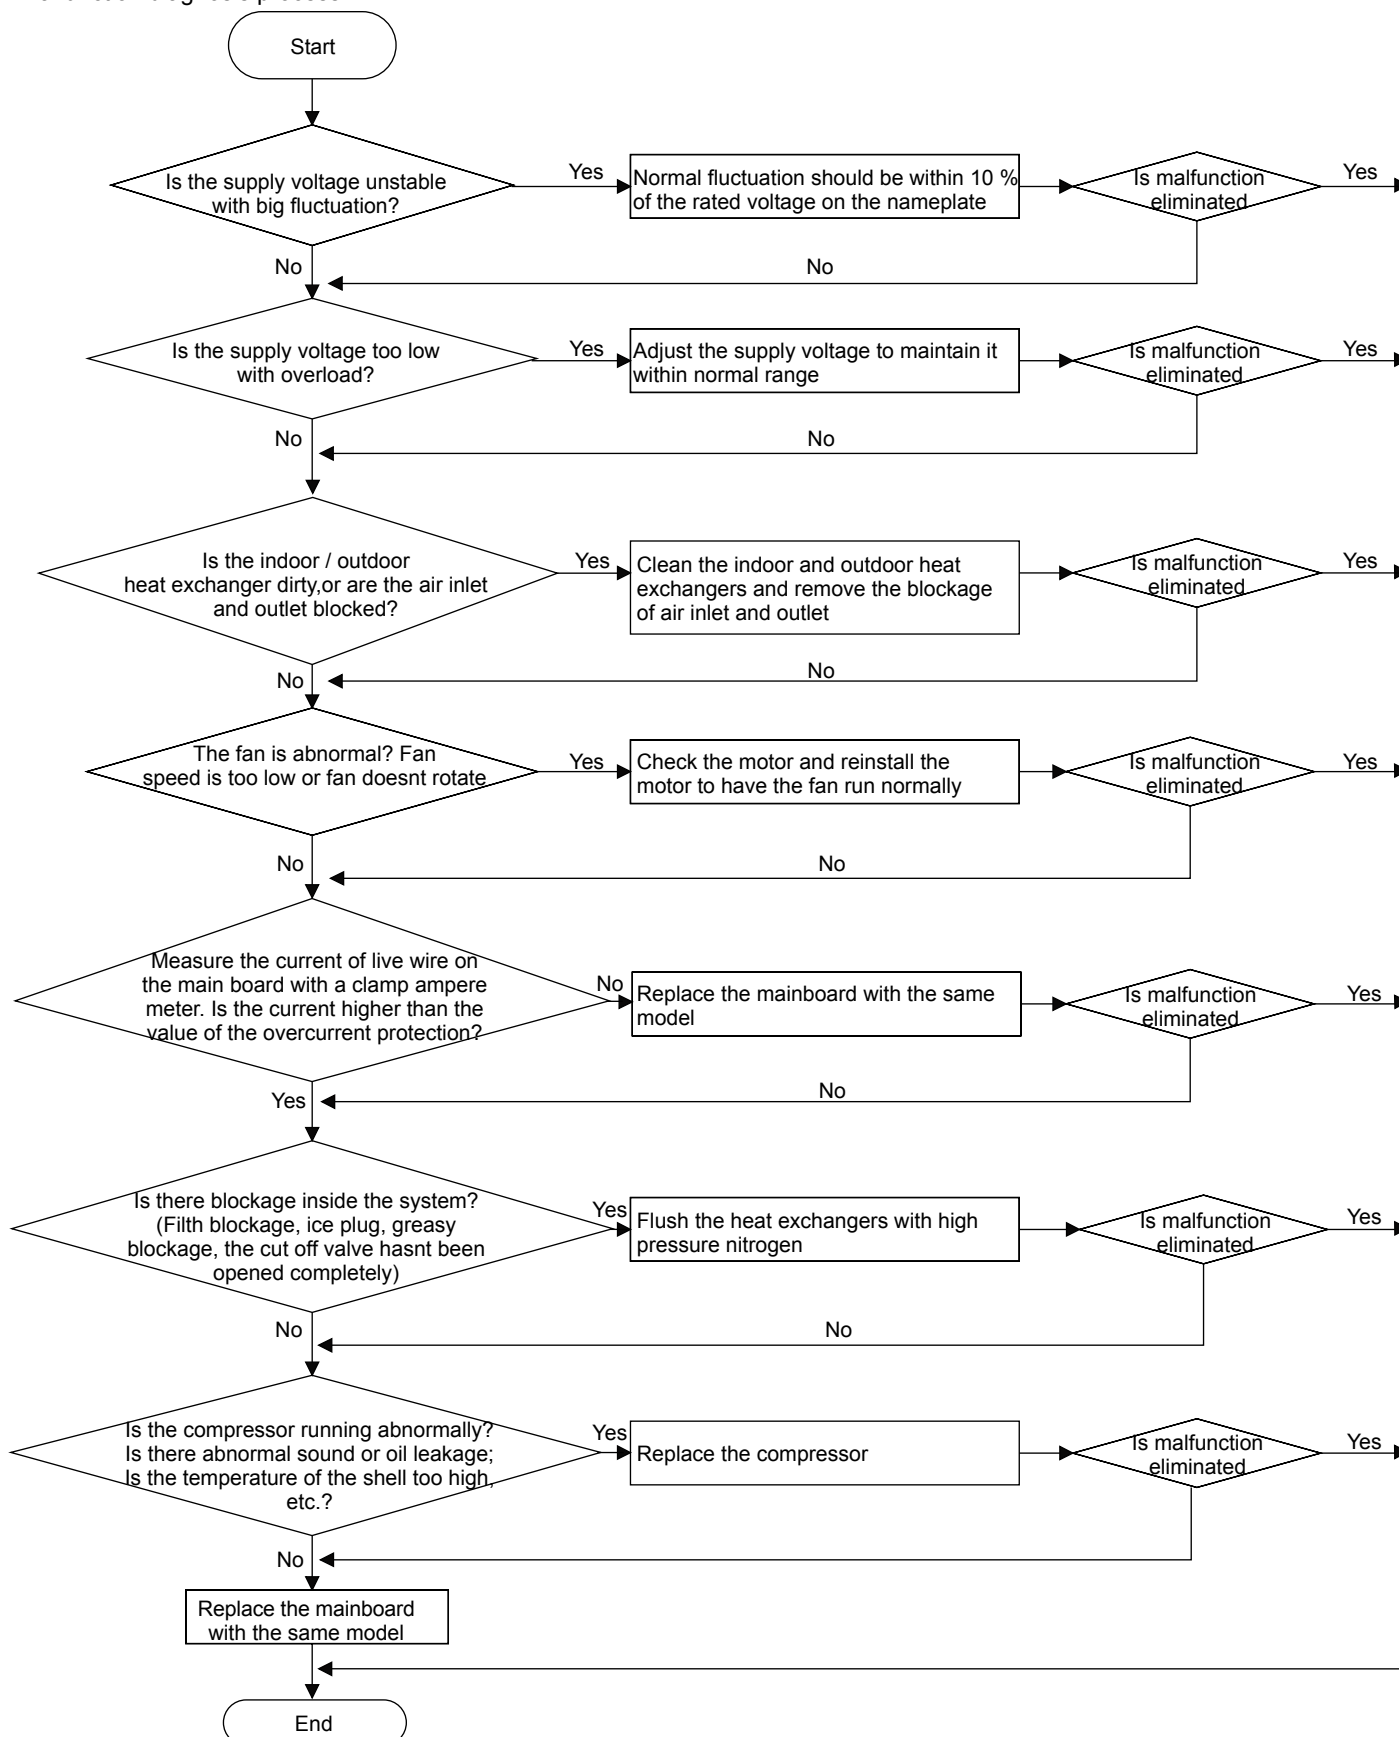 Start
Is the supply voltage unstable
with big fluctuation?
Yes
Normal fluctuation should be within 10 %
of the rated voltage on the nameplate
Is malfunction
eliminated
Yes
No
No
Is the supply voltage too low
with overload?
Yes
Adjust the supply voltage to maintain it
within normal range
Is malfunction
eliminated
Yes
No
No
Is the indoor / outdoor
heat exchanger dirty,or are the air inlet
and outlet blocked?
Yes
Clean the indoor and outdoor heat
exchangers and remove the blockage
of air inlet and outlet
Is malfunction
eliminated
Yes
No
No
The fan is abnormal? Fan
speed is too low or fan doesnt rotate
Yes
Check the motor and reinstall the
motor to have the fan run normally
Is malfunction
eliminated
Yes
No
No
Measure the current of live wire on
the main board with a clamp ampere
meter. Is the current higher than the
value of the overcurrent protection?
No
Replace the mainboard with the same
model
Is malfunction
eliminated
Yes
Yes
No
Is there blockage inside the system?
(Filth blockage, ice plug, greasy
blockage, the cut off valve hasnt been
opened completely)
Yes
Flush the heat exchangers with high
pressure nitrogen
Is malfunction
eliminated
Yes
No
No
Is the compressor running abnormally?
Is there abnormal sound or oil leakage;
Is the temperature of the shell too high,
etc.?
Yes
Replace the compressor
Is malfunction
eliminated
Yes
No
Replace the mainboard
with the same model
End